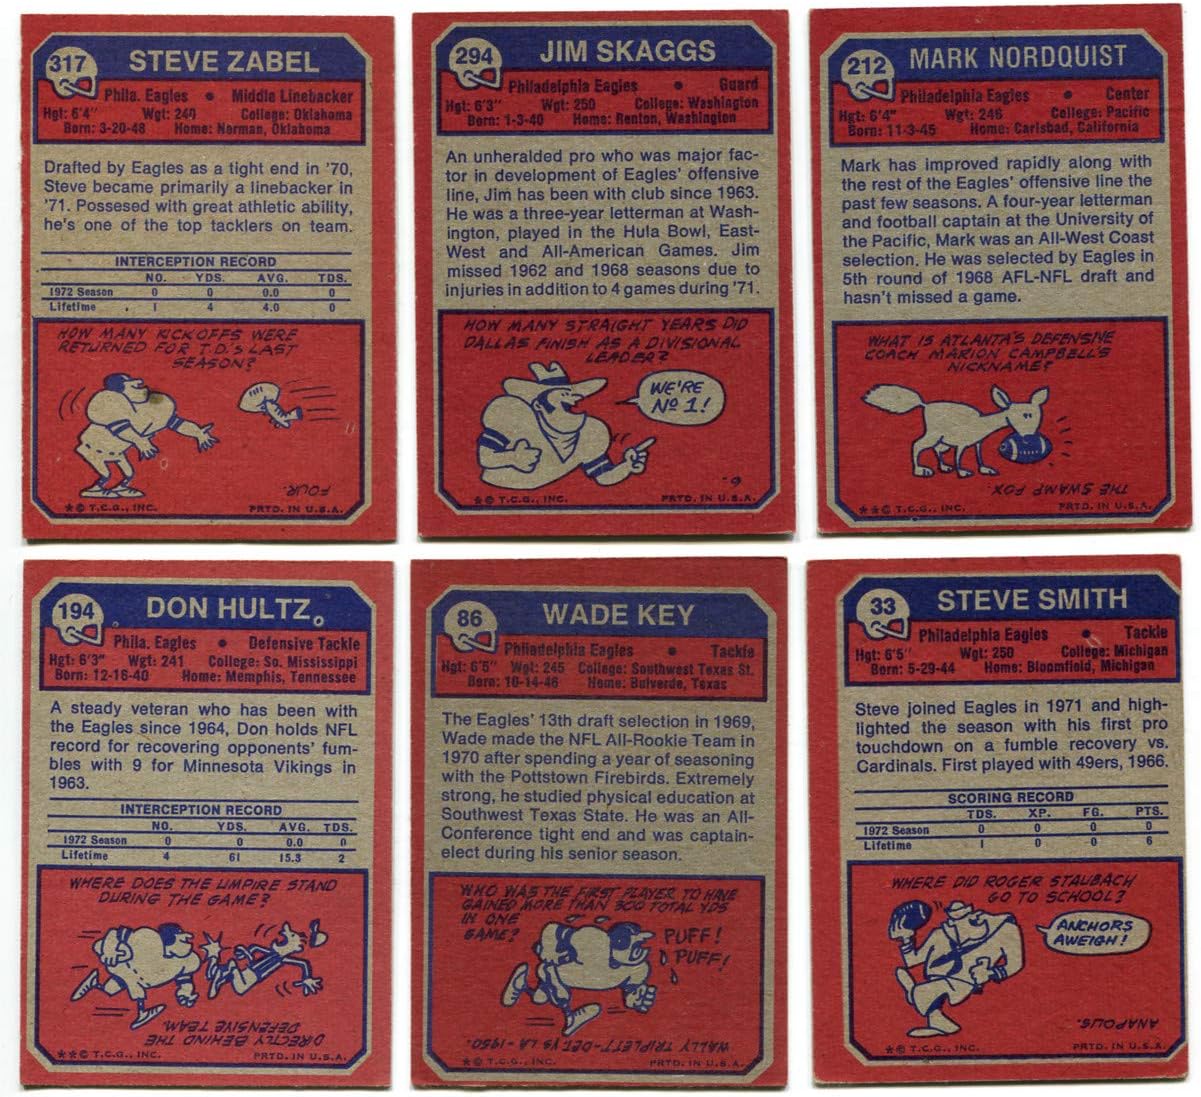 317
STEVE ZABEL
Phila. Eagles • Middle Linebacker
Hgt: 6'4" Wgt: 240 College: Oklahoma
Born: 3-20-48 Home: Norman, Oklahoma
Drafted by Eagles as a tight end in '70,
Steve became primarily a linebacker in
'71. Possesed with great athletic ability,
he's one of the top tacklers on team.
INTERCEPTION RECORD
NO. YDS. AVG. TDS.
1972 Season 0 0 0.0 0
Lifetime 1 4 4.0 0
HOW MANY KICKOFFS WERE
RETURNED FOR T.D.'S LAST
SEASON?
FOUR.
**© T.C.G., INC. PRTD. IN U.S.A.
294
JIM SKAGGS
Philadelphia Eagles • Guard
Hgt: 6'3" Wgt: 250 College: Washington
Born: 1-3-40 Home: Renton, Washington
An unheralded pro who was major fac-
tor in development of Eagles' offensive
line, Jim has been with club since 1963.
He was a three-year letterman at Wash-
ington, played in the Hula Bowl, East-
West and All-American Games. Jim
missed 1962 and 1968 seasons due to
injuries in addition to 4 games during '71.
HOW MANY STRAIGHT YEARS DID
DALLAS FINISH AS A DIVISIONAL
LEADER?
WE'RE
Nº 1!
6.
*© T.C.G., INC. PRTD. IN U.S.A.
212
MARK NORDQUIST
Philadelphia Eagles • Center
Hgt: 6'4" Wgt: 246 College: Pacific
Born: 11-3-45 Home: Carlsbad, California
Mark has improved rapidly along with
the rest of the Eagles' offensive line the
past few seasons. A four-year letterman
and football captain at the University of
the Pacific, Mark was an All-West Coast
selection. He was selected by Eagles in
5th round of 1968 AFL-NFL draft and
hasn't missed a game.
WHAT IS ATLANTA'S DEFENSIVE
COACH MARION CAMPBELL'S
NICKNAME?
THE SWAMP FOX.
**© T.C.G., INC. PRTD. IN U.S.A.
194
DON HULTZ
Phila. Eagles • Defensive Tackle
Hgt: 6'3" Wgt: 241 College: So. Mississippi
Born: 12-16-40 Home: Memphis, Tennessee
A steady veteran who has been with
the Eagles since 1964, Don holds NFL
record for recovering opponents' fum-
bles with 9 for Minnesota Vikings in
1963.
INTERCEPTION RECORD
NO. YDS. AVG. TDS.
1972 Season 0 0 0.0 0
Lifetime 4 61 15.3 2
WHERE DOES THE UMPIRE STAND
DURING THE GAME?
DIRECTLY BEHIND THE
DEFENSIVE TEAM.
**© T.C.G., INC. PRTD. IN U.S.A.
86
WADE KEY
Philadelphia Eagles • Tackle
Hgt: 6'5" Wgt: 245 College: Southwest Texas St.
Born: 10-14-46 Home: Bulverde, Texas
The Eagles' 13th draft selection in 1969,
Wade made the NFL All-Rookie Team in
1970 after spending a year of seasoning
with the Pottstown Firebirds. Extremely
strong, he studied physical education at
Southwest Texas State. He was an All-
Conference tight end and was captain-
elect during his senior season.
WHO WAS THE FIRST PLAYER TO HAVE
GAINED MORE THAN 300 TOTAL YDS
IN ONE
GAME?
PUFF!
PUFF!
WALLY TRIPLETT-DET. VS LA-1950.
*© T.C.G., INC. PRTD. IN U.S.A.
33
STEVE SMITH
Philadelphia Eagles • Tackle
Hgt: 6'5" Wgt: 250 College: Michigan
Born: 5-29-44 Home: Bloomfield, Michigan
Steve joined Eagles in 1971 and high-
lighted the season with his first pro
touchdown on a fumble recovery vs.
Cardinals. First played with 49ers, 1966.
SCORING RECORD
TDS. XP. FG. PTS.
1972 Season 0 0 0 0
Lifetime 1 0 0 6
WHERE DID ROGER STAUBACH
GO TO SCHOOL?
ANCHORS
AWEIGH!
ANAPOLIS.
*© T.C.G., INC. PRTD. IN U.S.A.